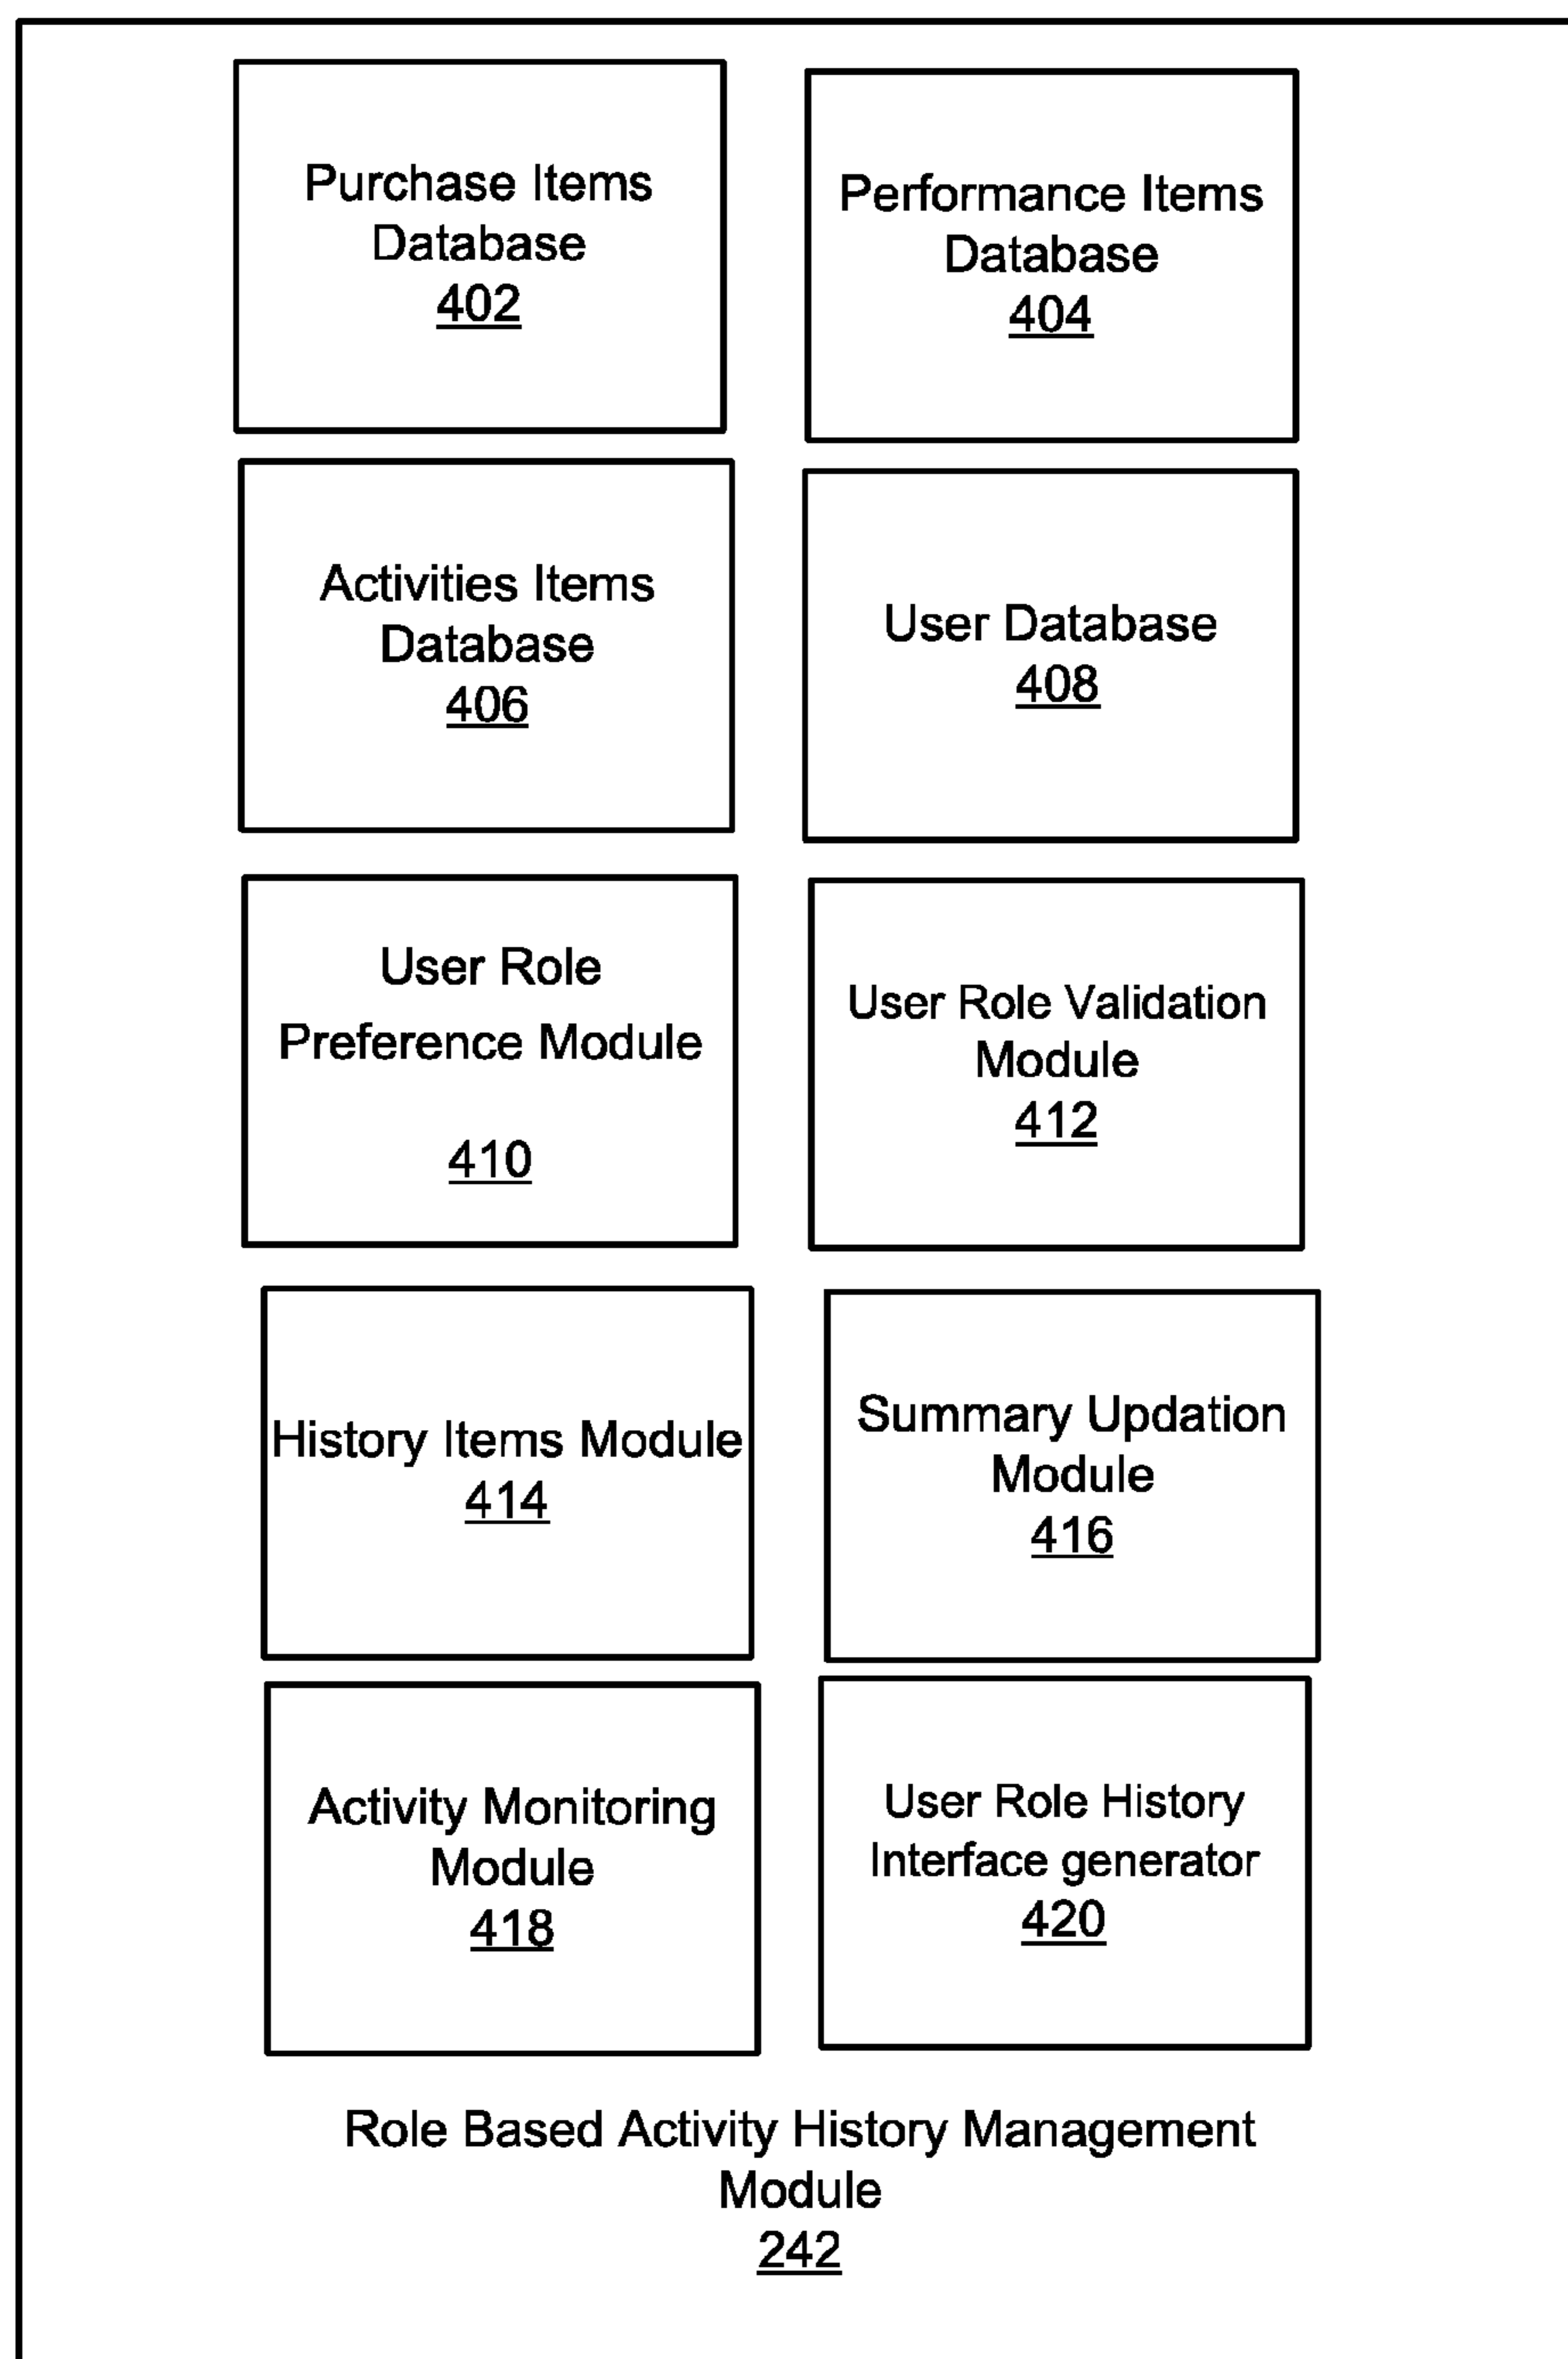 Purchase Items
Database
402
Performance Items
Database
404
Activities Items
Database
406
User Database
408
User Role
Preference Module
410
User Role Validation
Module
412
History Items Module
414
Summary Updation
Module
416
Activity Monitoring
Module
418
User Role History
Interface generator
420
Role Based Activity History Management
Module
242